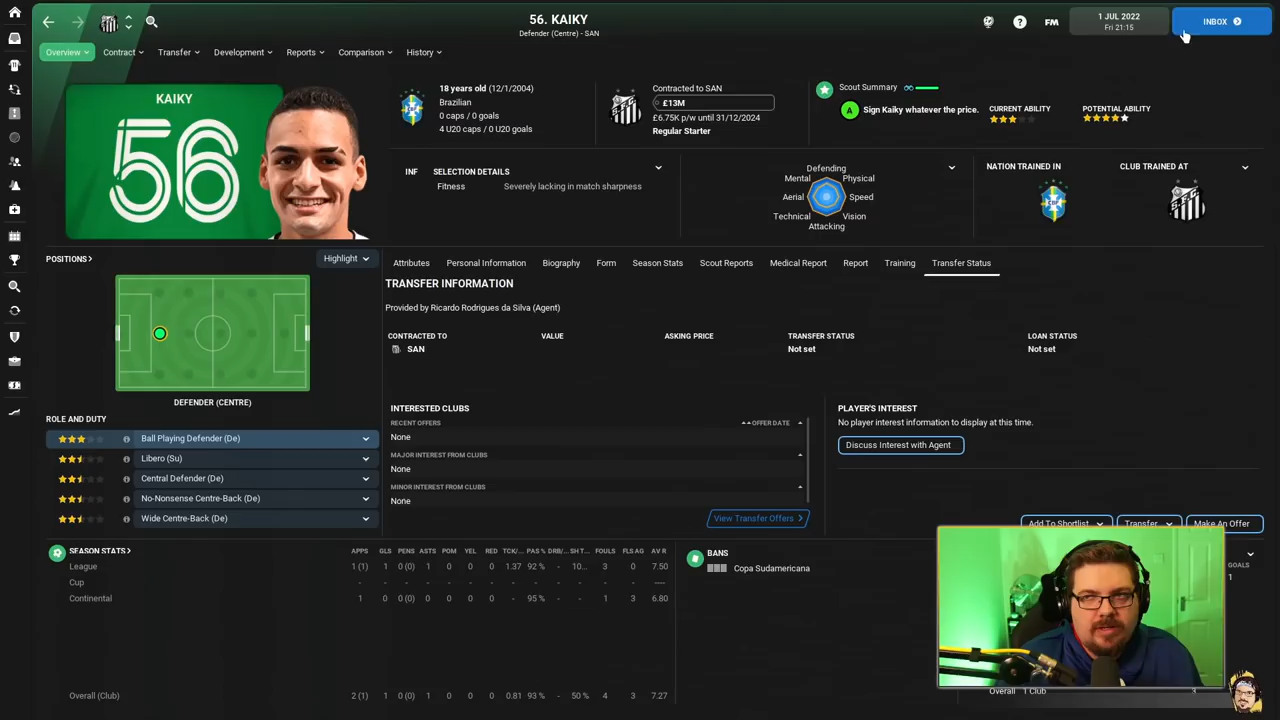 56. KAIKY
Defender (Centre) - SAN
FM
1 JUL 2022
Fri 21:15
INBOX
Overview
Contract
Transfer
Development
Reports
Comparison
History
KAIKY
56
18 years old (12/1/2004)
Brazilian
0 caps / 0 goals
4 U20 caps / 0 U20 goals
Contracted to SAN
£13M
£6.75K p/w until 31/12/2024
Regular Starter
Scout Summary
A
Sign Kaiky whatever the price.
CURRENT ABILITY
POTENTIAL ABILITY
INF
SELECTION DETAILS
Fitness
Severely lacking in match sharpness
Defending
Mental
Physical
Aerial
Speed
Technical
Vision
Attacking
NATION TRAINED IN
CLUB TRAINED AT
POSITIONS
Highlight
DEFENDER (CENTRE)
ROLE AND DUTY
Ball Playing Defender (De)
Libero (Su)
Central Defender (De)
No-Nonsense Centre-Back (De)
Wide Centre-Back (De)
Attributes
Personal Information
Biography
Form
Season Stats
Scout Reports
Medical Report
Report
Training
Transfer Status
TRANSFER INFORMATION
Provided by Ricardo Rodrigues da Silva (Agent)
CONTRACTED TO
VALUE
ASKING PRICE
TRANSFER STATUS
LOAN STATUS
SAN
Not set
Not set
INTERESTED CLUBS
RECENT OFFERS
OFFER DATE
None
MAJOR INTEREST FROM CLUBS
None
MINOR INTEREST FROM CLUBS
None
View Transfer Offers
PLAYER'S INTEREST
No player interest information to display at this time.
Discuss Interest with Agent
Add To Shortlist
Transfer
Make An Offer
SEASON STATS
APPS GLS PENS ASTS POM YEL RED TCK/... PAS % DRB/... SH T... FOULS FLS AG AV R
League 1 (1) 1 0 (0) 1 0 0 0 1.37 92 % - 10... 3 0 7.50
Cup - - - (-) - - - - - - - - - - ----
Continental 1 0 0 (0) 0 0 0 0 - 95 % - - 1 3 6.80
Overall (Club) 2 (1) 1 0 (0) 1 0 0 0 0.81 93 % - 50 % 4 3 7.27
BANS
Copa Sudamericana
GOALS
1
Overall
1 Club
3